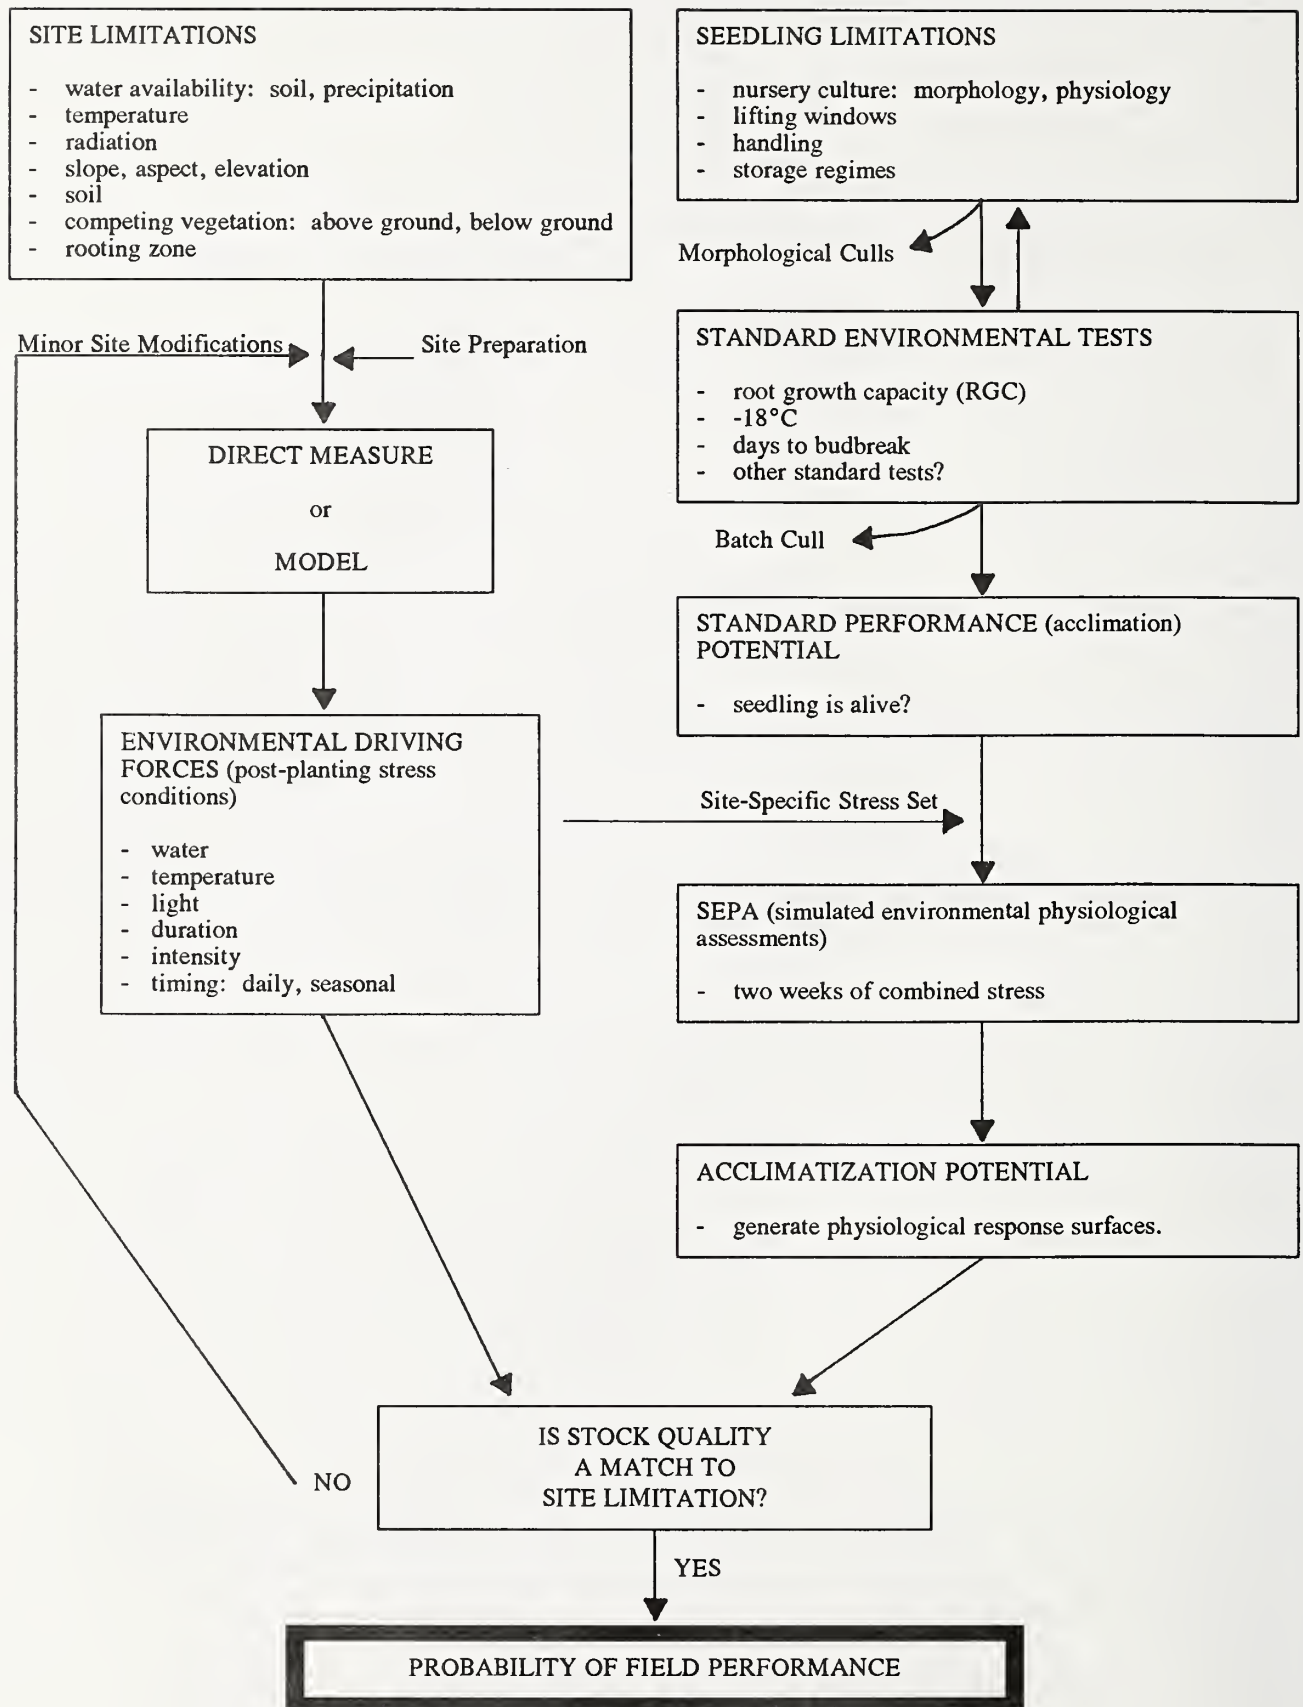 SITE LIMITATIONS
- water availability: soil, precipitation
- temperature
- radiation
- slope, aspect, elevation
- soil
- competing vegetation: above ground, below ground
- rooting zone
Minor Site Modifications
Site Preparation
DIRECT MEASURE
or
MODEL
ENVIRONMENTAL DRIVING
FORCES (post-planting stress
conditions)
- water
- temperature
- light
- duration
- intensity
- timing: daily, seasonal
SEEDLING LIMITATIONS
- nursery culture: morphology, physiology
- lifting windows
- handling
- storage regimes
Morphological Culls
STANDARD ENVIRONMENTAL TESTS
- root growth capacity (RGC)
- -18°C
- days to budbreak
- other standard tests?
Batch Cull
STANDARD PERFORMANCE (acclimation)
POTENTIAL
- seedling is alive?
Site-Specific Stress Set
SEPA (simulated environmental physiological
assessments)
- two weeks of combined stress
ACCLIMATIZATION POTENTIAL
- generate physiological response surfaces.
IS STOCK QUALITY
A MATCH TO
SITE LIMITATION?
NO
YES
PROBABILITY OF FIELD PERFORMANCE